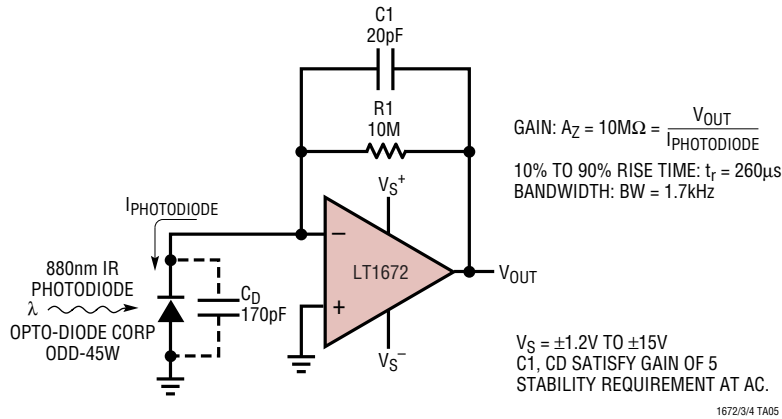 C1
20pF
R1
10M
GAIN: AZ = 10MΩ = VOUT
IPHOTODIODE
10% TO 90% RISE TIME: tr = 260µs
BANDWIDTH: BW = 1.7kHz
VS+
IPHOTODIODE
−
LT1672
VOUT
+
880nm IR
PHOTODIODE
λ
OPTO-DIODE CORP
ODD-45W
CD
170pF
VS−
VS = ±1.2V TO ±15V
C1, CD SATISFY GAIN OF 5
STABILITY REQUIREMENT AT AC.
1672/3/4 TA05